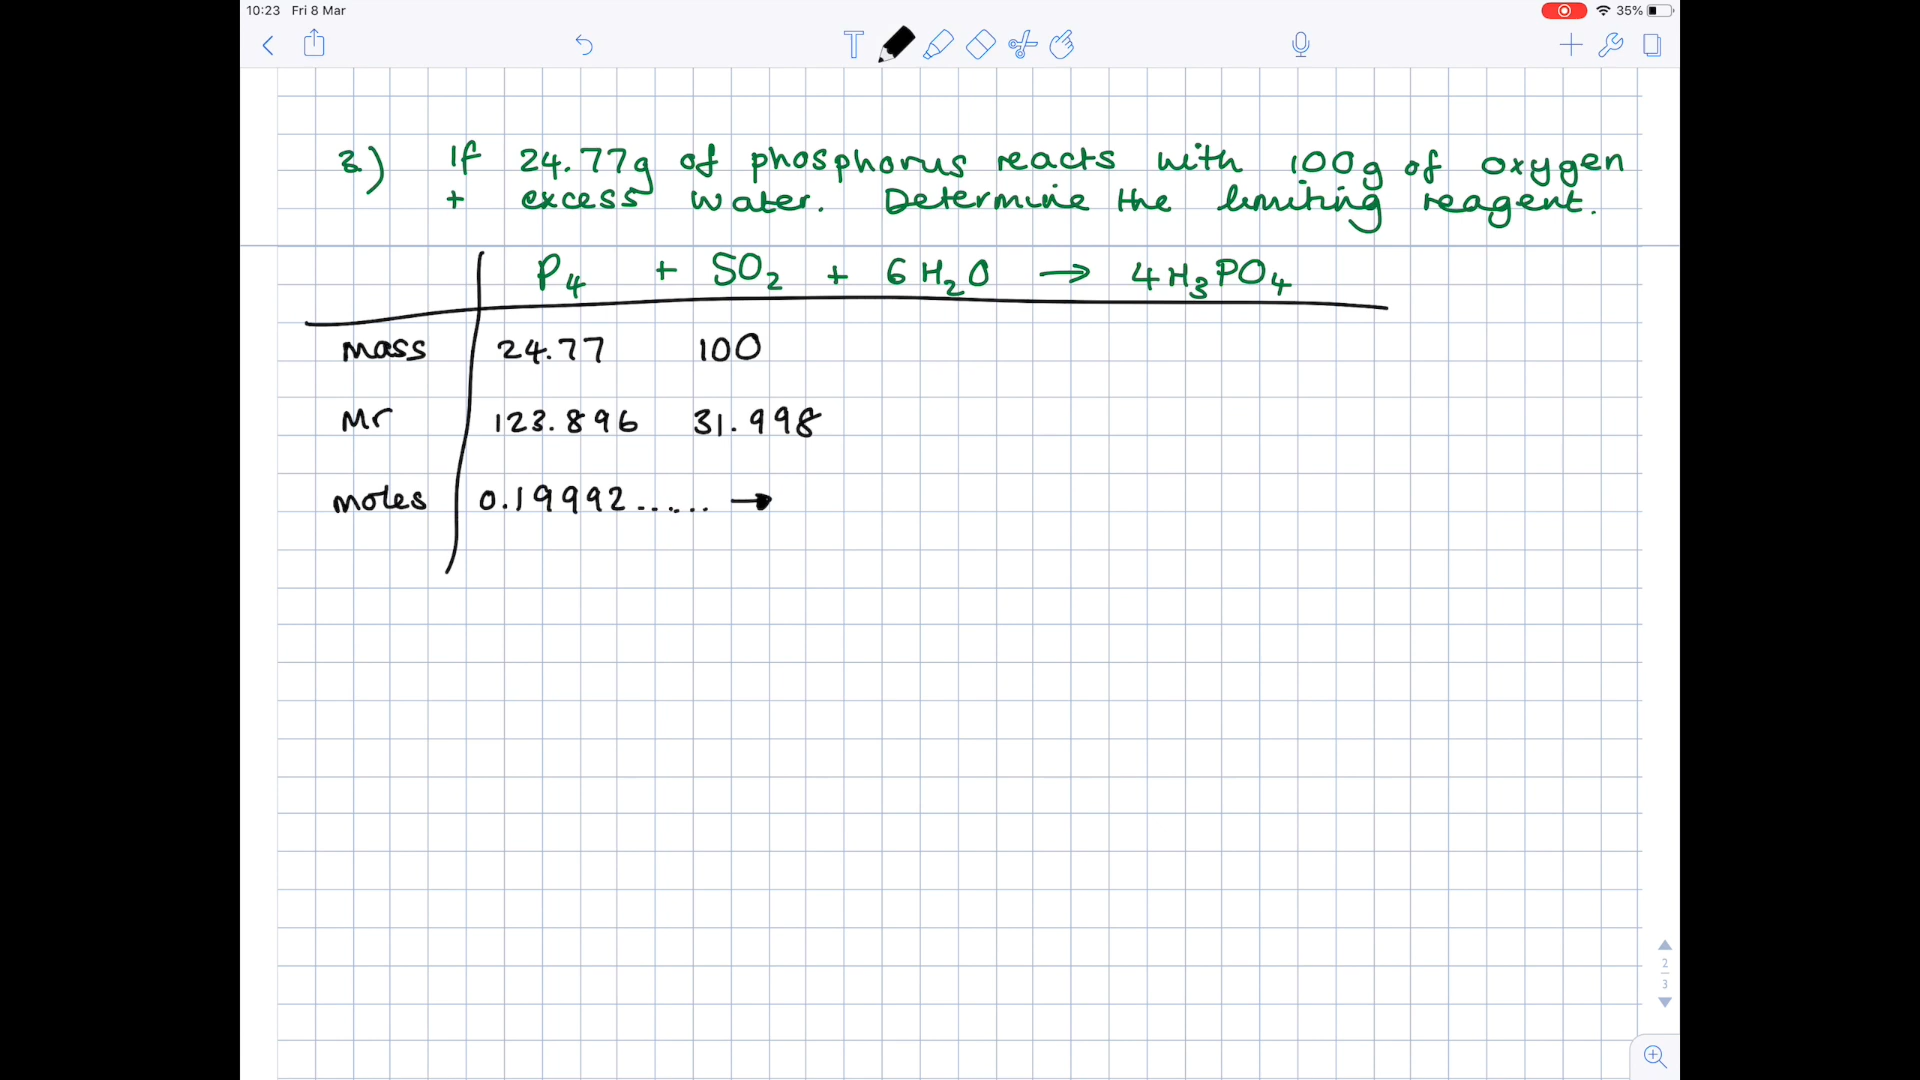 10:23 Fri 8 Mar
35%
3.) If 24.77g of phosphorus reacts with 100g of oxygen
+ excess water. Determine the limiting reagent.
P4 + 5O2 + 6H2O → 4H3PO4
mass 24.77 100
Mr 123.896 31.998
moles 0.19992...... →
2
3